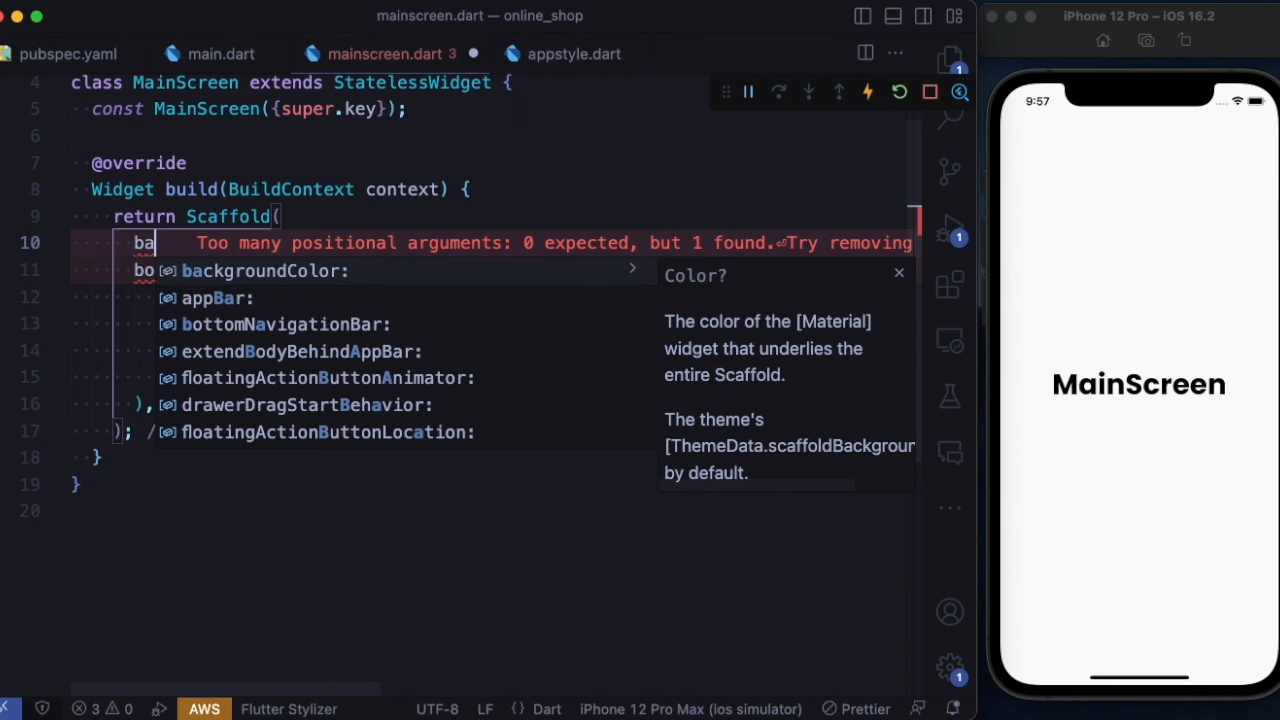 mainscreen.dart — online_shop
iPhone 12 Pro – iOS 16.2
pubspec.yaml
main.dart
mainscreen.dart 3
appstyle.dart
1
9:57
4 class MainScreen extends StatelessWidget {
5 const MainScreen({super.key});
6
7 @override
8 Widget build(BuildContext context) {
9 return Scaffold(
10 ba Too many positional arguments: 0 expected, but 1 found.⏎Try removing
11 bo
12
13
14
15
16 ),
17 ); /
18 }
19 }
20
backgroundColor:
appBar:
bottomNavigationBar:
extendBodyBehindAppBar:
floatingActionButtonAnimator:
drawerDragStartBehavior:
floatingActionButtonLocation:
Color?
The color of the [Material]
widget that underlies the
entire Scaffold.
The theme's
[ThemeData.scaffoldBackgroun
by default.
1
MainScreen
1
3 0 AWS Flutter Stylizer UTF-8 LF {} Dart iPhone 12 Pro Max (ios simulator) Prettier